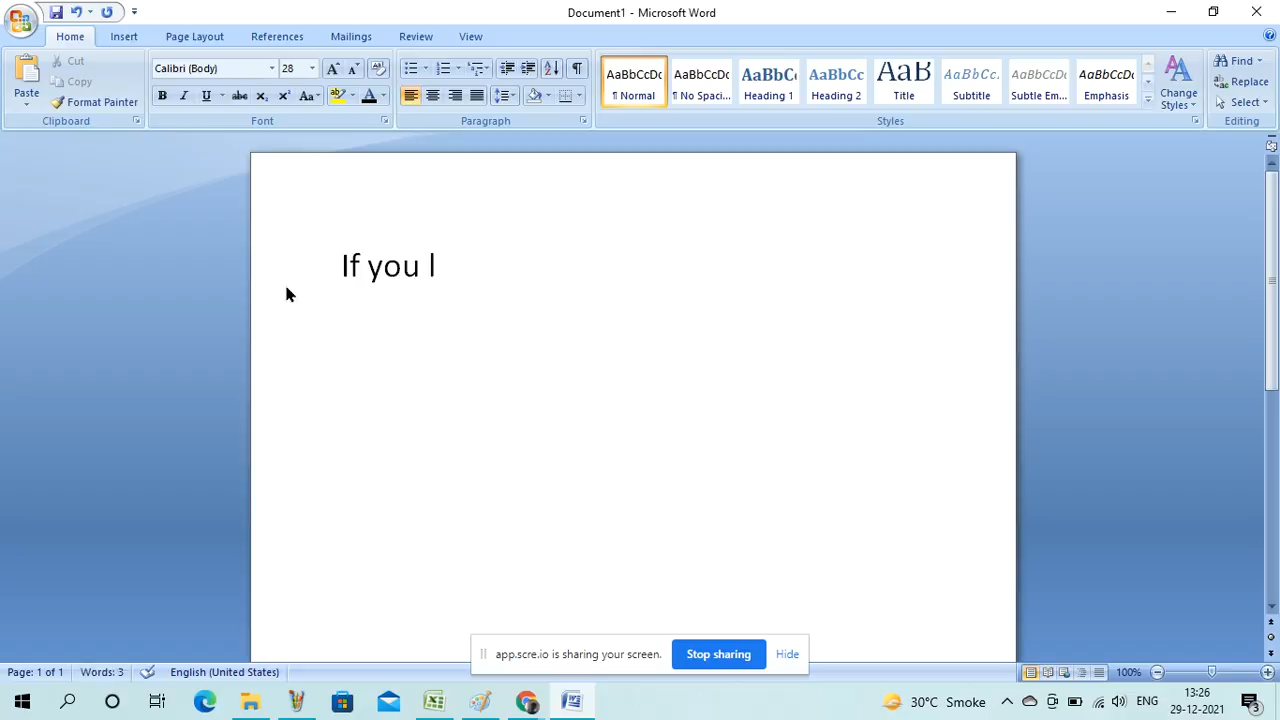 Document1 - Microsoft Word
Home Insert Page Layout References Mailings Review View
Paste
Cut
Copy
Format Painter
Clipboard
Calibri (Body) 28
Font
Paragraph
AaBbCcDc AaBbCcDc AaBbC AaBbCc AaB AaBbCc. AaBbCcDc AaBbCcDc
¶ Normal ¶ No Spaci... Heading 1 Heading 2 Title Subtitle Subtle Em... Emphasis
Styles
Change Styles
Find
Replace
Select
Editing
If you l
app.scre.io is sharing your screen. Stop sharing Hide
Page: 1 of 1 Words: 3 English (United States) 100%
30°C Smoke ENG 13:26
29-12-2021 3